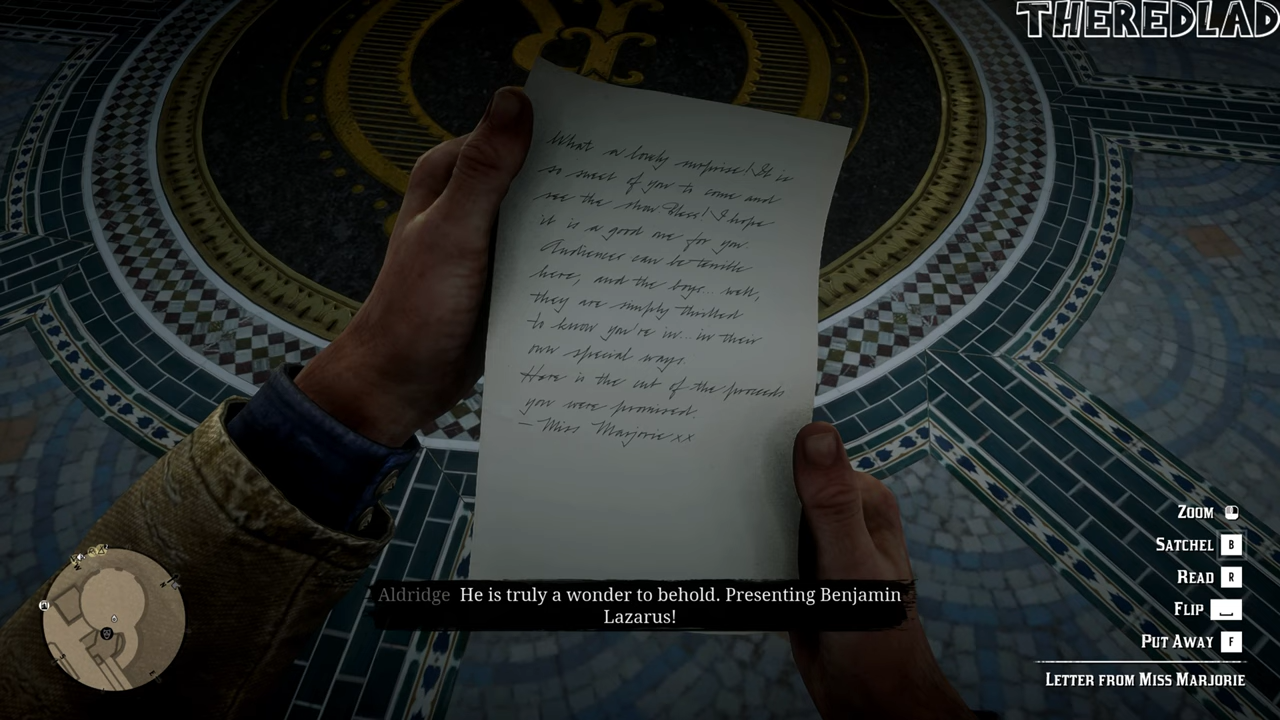 THEREDLAD
What a lovely surprise! It is
so sweet of you to come and
see the show Bless! I hope
it is a good one for you.
Audiences can be terrible
here, and the boys... well,
they are simply thrilled
to know you're in... in their
own special ways
Here is the cut of the proceeds
you were promised.
- Miss Marjorie xx
Aldridge He is truly a wonder to behold. Presenting Benjamin
Lazarus!
ZOOM
SATCHEL B
READ R
FLIP
PUT AWAY F
LETTER FROM MISS MARJORIE